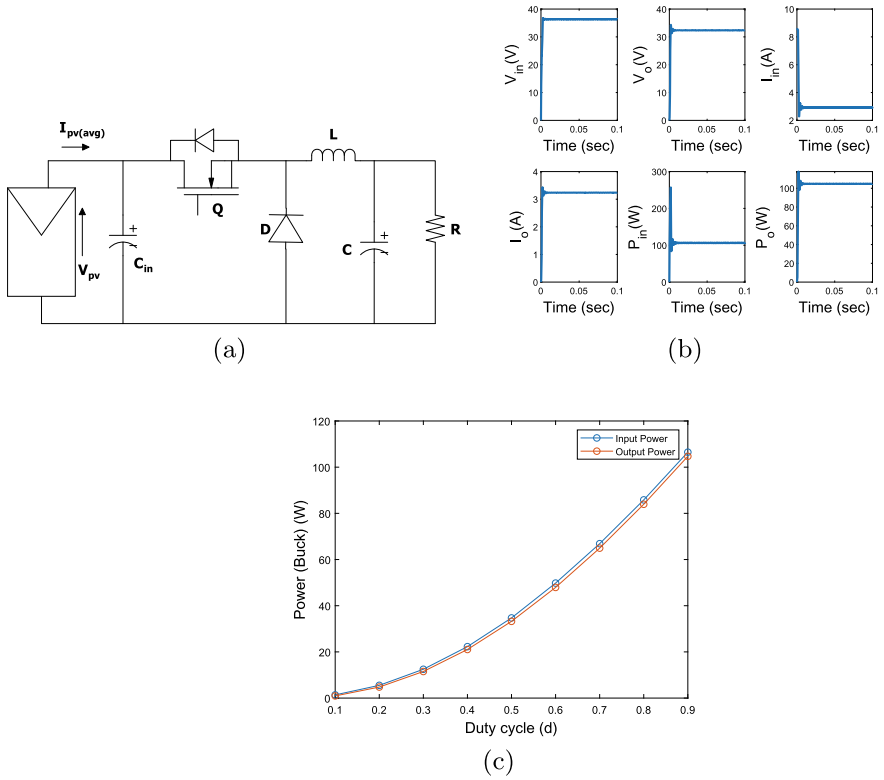 I_pv(avg)
L
Q
D
C
R
C_in
V_pv
+
+
(a)
V_in(V)
40
30
20
10
0
0 0.05 0.1
Time (sec)
V_o(V)
40
30
20
10
0
0 0.05 0.1
Time (sec)
I_in(A)
10
8
6
4
2
0 0.05 0.1
Time (sec)
I_o(A)
4
3
2
1
0
0 0.05 0.1
Time (sec)
P_in(W)
300
200
100
0
0 0.05 0.1
Time (sec)
P_o(W)
100
80
60
40
20
0
0 0.05 0.1
Time (sec)
(b)
Power (Buck) (W)
120
100
80
60
40
20
0
Input Power
Output Power
0.1 0.2 0.3 0.4 0.5 0.6 0.7 0.8 0.9
Duty cycle (d)
(c)